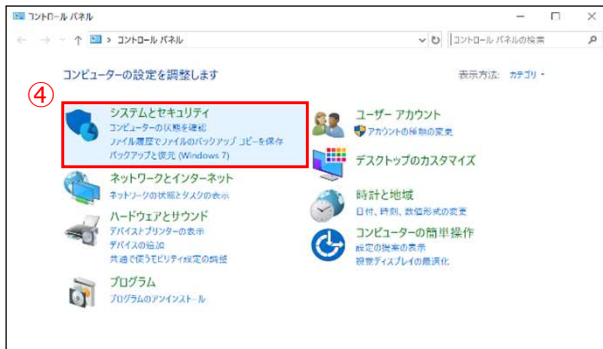 コントロール パネル
コントロール パネル
コントロール パネルの検索
コンピューターの設定を調整します
表示方法: カテゴリ
④
システムとセキュリティ
コンピューターの状態を確認
ファイル履歴でファイルのバックアップ コピーを保存
バックアップと復元 (Windows 7)
ネットワークとインターネット
ネットワークの状態とタスクの表示
ハードウェアとサウンド
デバイスとプリンターの表示
デバイスの追加
共通で使うモビリティ設定の調整
プログラム
プログラムのアンインストール
ユーザー アカウント
アカウントの種類の変更
デスクトップのカスタマイズ
時計と地域
日付、時刻、数値形式の変更
コンピューターの簡単操作
設定の提案の表示
視覚ディスプレイの最適化